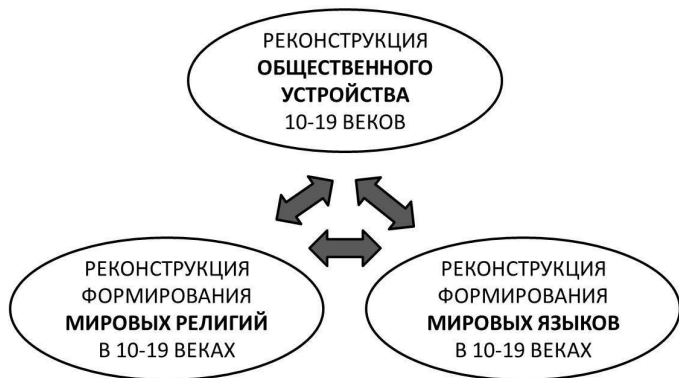 РЕКОНСТРУКЦИЯ
ОБЩЕСТВЕННОГО
УСТРОЙСТВА
10-19 ВЕКОВ
РЕКОНСТРУКЦИЯ
ФОРМИРОВАНИЯ
МИРОВЫХ РЕЛИГИЙ
В 10-19 ВЕКАХ
РЕКОНСТРУКЦИЯ
ФОРМИРОВАНИЯ
МИРОВЫХ ЯЗЫКОВ
В 10-19 ВЕКАХ